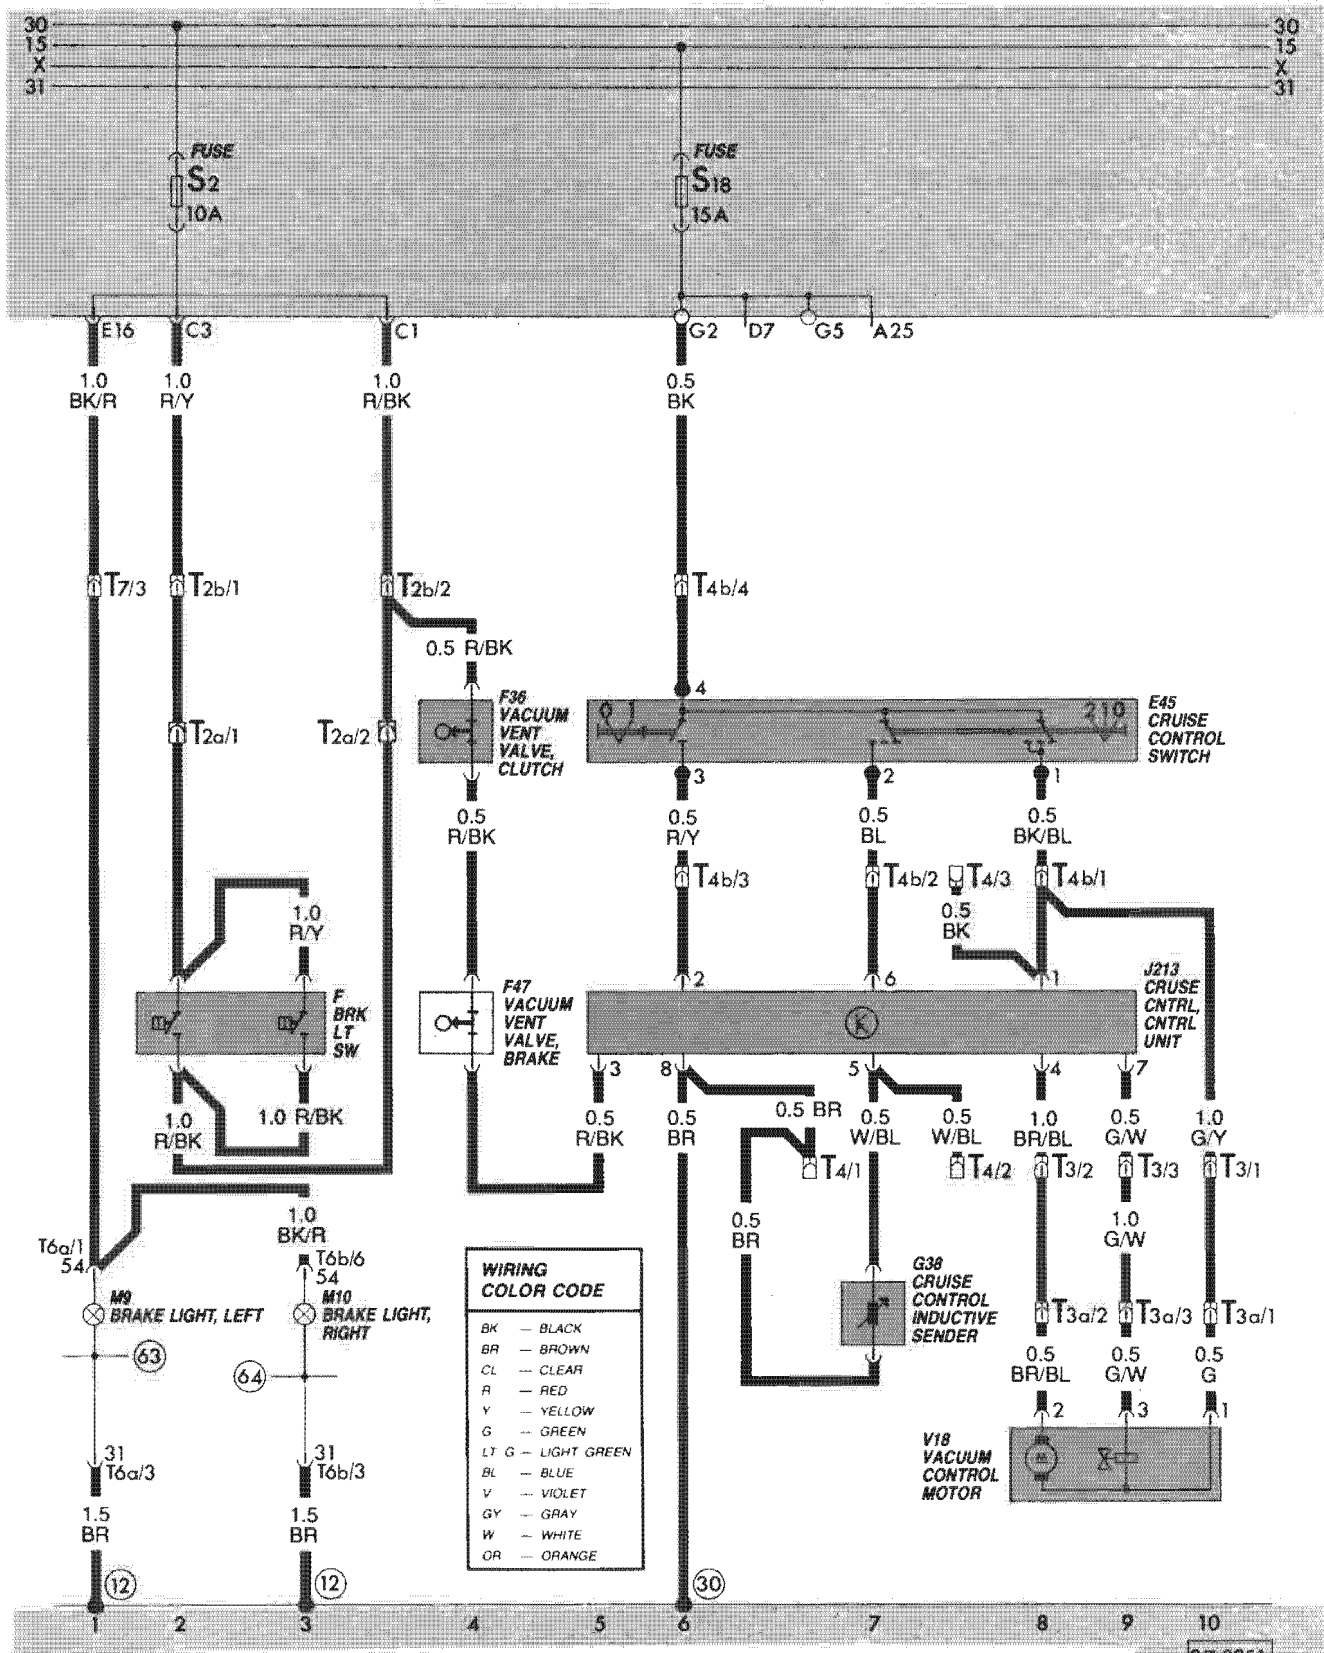 30 30
15 15
X X
31 31
FUSE FUSE
S2 S18
10A 15A
E16 C3 C1 G2 D7 G5 A25
1.0 1.0 1.0 0.5
BK/R R/Y R/BK BK
T7/3 T2b/1 T2b/2 T4b/4
0.5 R/BK
4
F36
VACUUM
VENT
VALVE,
CLUTCH
0 1 2 1 0
E45
CRUISE
CONTROL
SWITCH
T2a/1 T2a/2
3 2 1
0.5 0.5 0.5 0.5
R/BK R/Y BL BK/BL
T4b/3 T4b/2 T4/3 T4b/1
1.0
R/Y
0.5
BK
2 6 1
F
BRK
LT
SW
F47
VACUUM
VENT
VALVE,
BRAKE
K
J213
CRUSE
CNTRL,
CNTRL
UNIT
3 8 5 4 7
1.0
R/BK
1.0 R/BK
0.5
R/BK
0.5
BR
0.5 BR
0.5
W/BL
0.5
W/BL
1.0
BR/BL
0.5
G/W
1.0
G/Y
T4/1 T4/2 T3/2 T3/3 T3/1
1.0
BK/R
0.5
BR
1.0
G/W
T6a/1
54
T6b/6
54
M9
BRAKE LIGHT, LEFT
M10
BRAKE LIGHT,
RIGHT
63
64
G38
CRUISE
CONTROL
INDUCTIVE
SENDER
T3a/2 T3a/3 T3a/1
0.5 0.5 0.5
BR/BL G/W G
2 3 1
V18
VACUUM
CONTROL
MOTOR
M
31
T6a/3
31
T6b/3
1.5 1.5
BR BR
12 12 30
WIRING
COLOR CODE
BK — BLACK
BR — BROWN
CL — CLEAR
R — RED
Y — YELLOW
G — GREEN
LT G — LIGHT GREEN
BL — BLUE
V — VIOLET
GY — GRAY
W — WHITE
OR — ORANGE
1 2 3 4 5 6 7 8 9 10